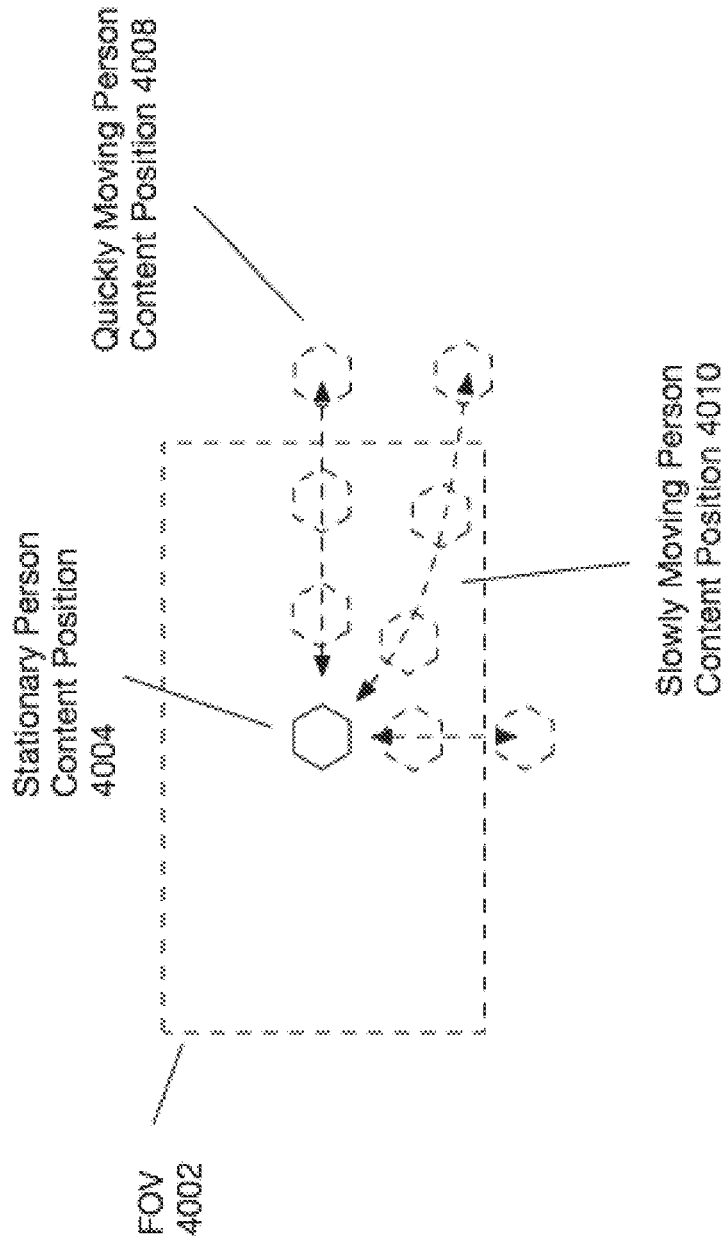 FOV
4002
Stationary Person
Content Position
4004
Quickly Moving Person
Content Position 4008
Slowly Moving Person
Content Position 4010